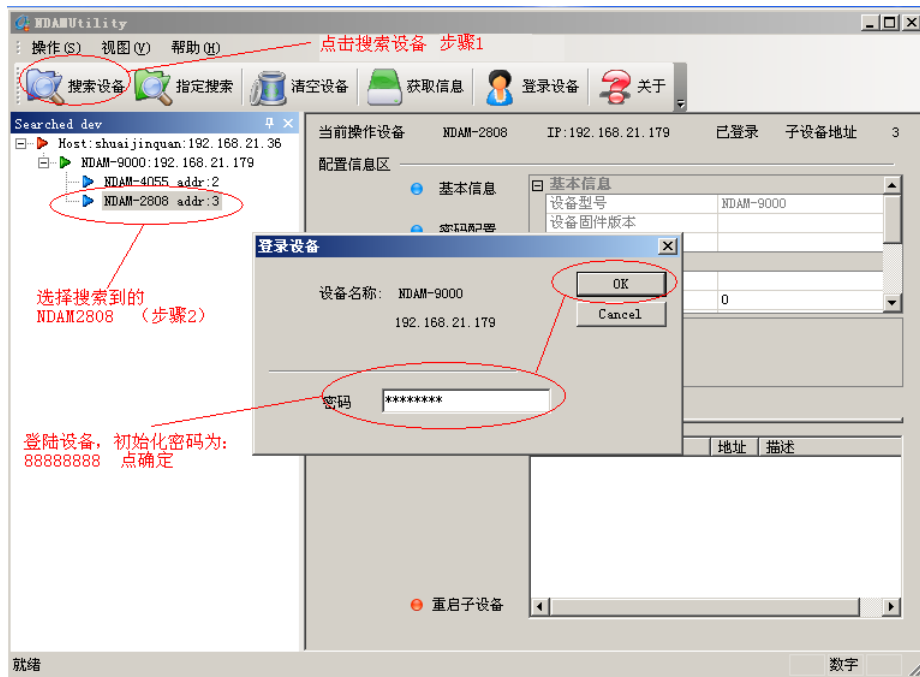 NDAMUtility
操作(S) 视图(V) 帮助(H)
点击搜索设备 步骤1
搜索设备 指定搜索 清空设备 获取信息 登录设备 关于
Searched dev
Host:shuaijinquan:192.168.21.36
NDAM-9000:192.168.21.179
NDAM-4055 addr:2
NDAM-2808 addr:3
选择搜索到的
NDAM2808 (步骤2)
登陆设备，初始化密码为：
88888888 点确定
当前操作设备 NDAM-2808 IP:192.168.21.179 已登录 子设备地址 3
配置信息区
基本信息
密码配置
基本信息
设备型号 NDAM-9000
设备固件版本
0
登录设备
设备名称: NDAM-9000
192.168.21.179
OK
Cancel
密码 ********
地址 描述
重启子设备
就绪 数字